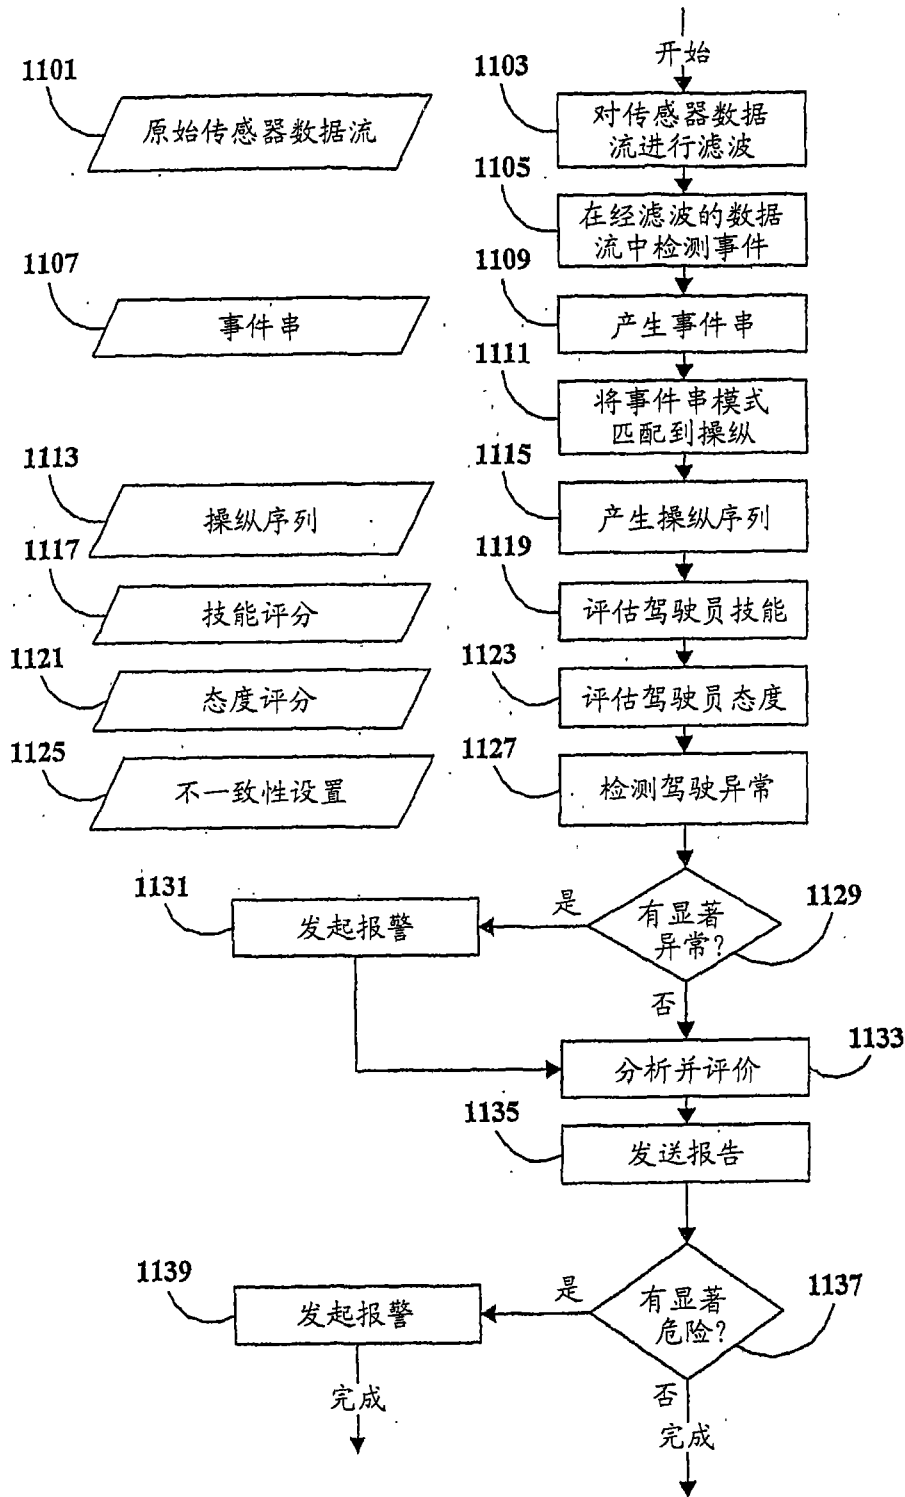 开始
1101
1103
原始传感器数据流
对传感器数据
流进行滤波
1105
在经滤波的数据
流中检测事件
1107
1109
事件串
产生事件串
1111
将事件串模式
匹配到操纵
1113
1115
操纵序列
产生操纵序列
1117
1119
技能评分
评估驾驶员技能
1121
1123
态度评分
评估驾驶员态度
1125
1127
不一致性设置
检测驾驶异常
1131
1129
发起报警
是
有显著
异常?
否
1133
分析并评价
1135
发送报告
1139
1137
发起报警
是
有显著
危险?
否
完成
完成